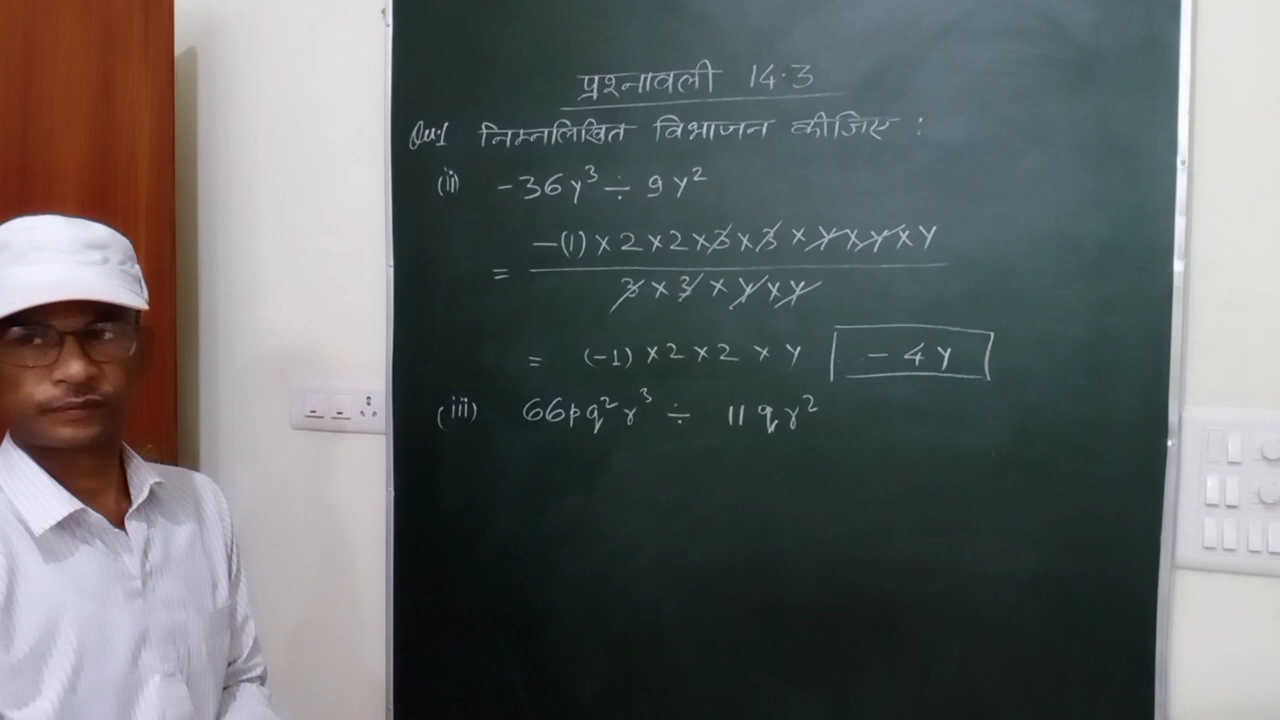 प्रश्नावली 14.3
Qu.1 निम्नलिखित विभाजन कीजिए :
(ii) -36y³ ÷ 9y²
= -(1) × 2 × 2 × 3 × 3 × y × y × y
3 × 3 × y × y
= (-1) × 2 × 2 × y - 4y
(iii) 66pq²r³ ÷ 11qr²